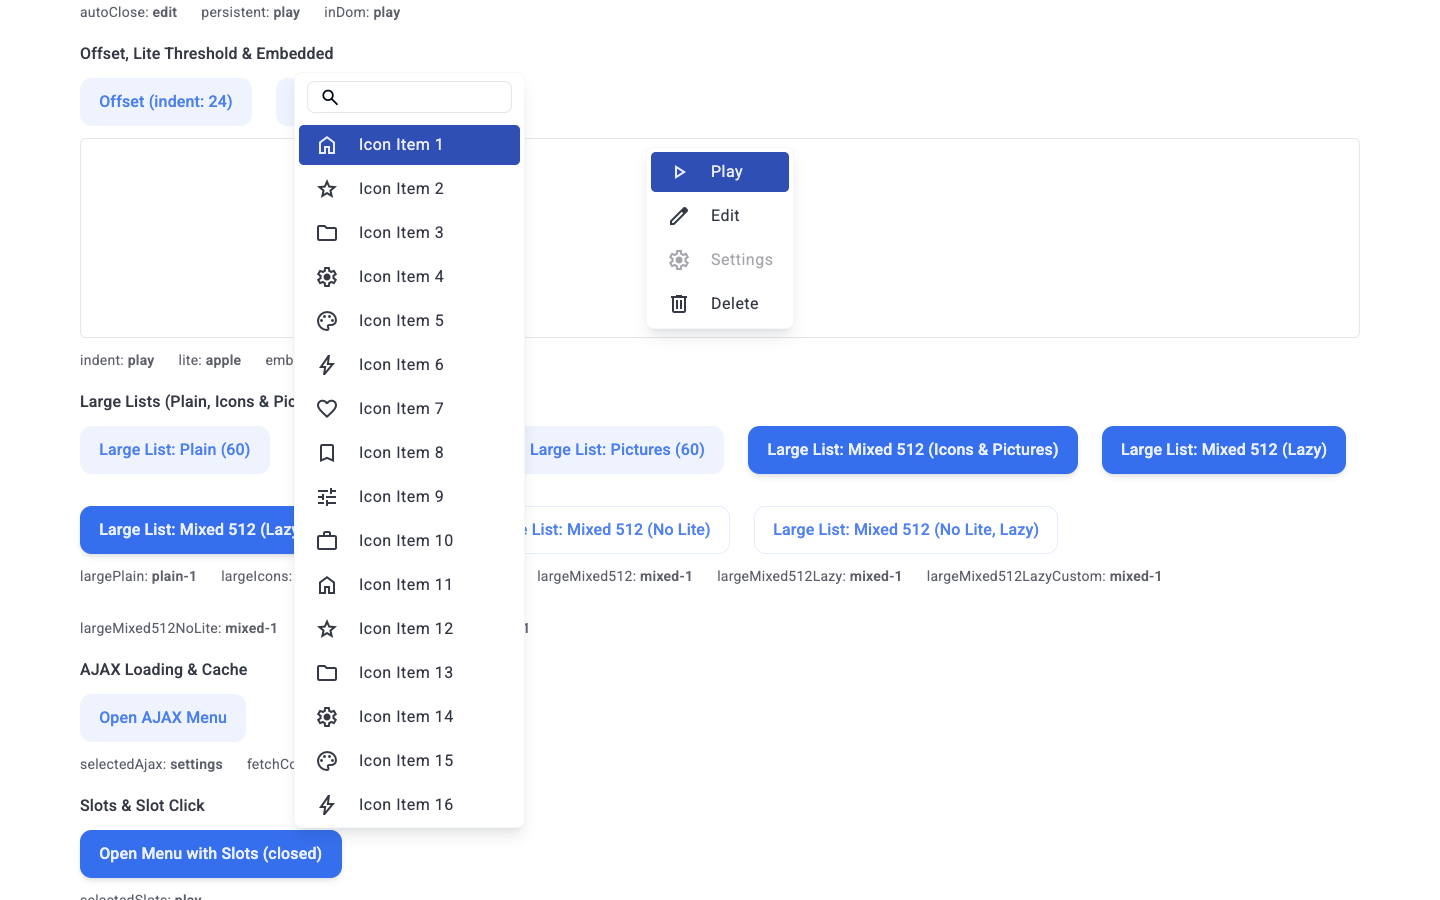 autoClose: edit persistent: play inDom: play
Offset, Lite Threshold & Embedded
Offset (indent: 24)
Icon Item 1
Icon Item 2
Icon Item 3
Icon Item 4
Icon Item 5
Icon Item 6
Icon Item 7
Icon Item 8
Icon Item 9
Icon Item 10
Icon Item 11
Icon Item 12
Icon Item 13
Icon Item 14
Icon Item 15
Icon Item 16
Play
Edit
Settings
Delete
indent: play lite: apple emb
Large Lists (Plain, Icons & Pic
Large List: Plain (60) Large List: Pictures (60) Large List: Mixed 512 (Icons & Pictures) Large List: Mixed 512 (Lazy)
Large List: Mixed 512 (Lazy List: Mixed 512 (No Lite) Large List: Mixed 512 (No Lite, Lazy)
largePlain: plain-1 largeIcons: largeMixed512: mixed-1 largeMixed512Lazy: mixed-1 largeMixed512LazyCustom: mixed-1
largeMixed512NoLite: mixed-1 1
AJAX Loading & Cache
Open AJAX Menu
selectedAjax: settings fetchCo
Slots & Slot Click
Open Menu with Slots (closed)
selectedSlots: play